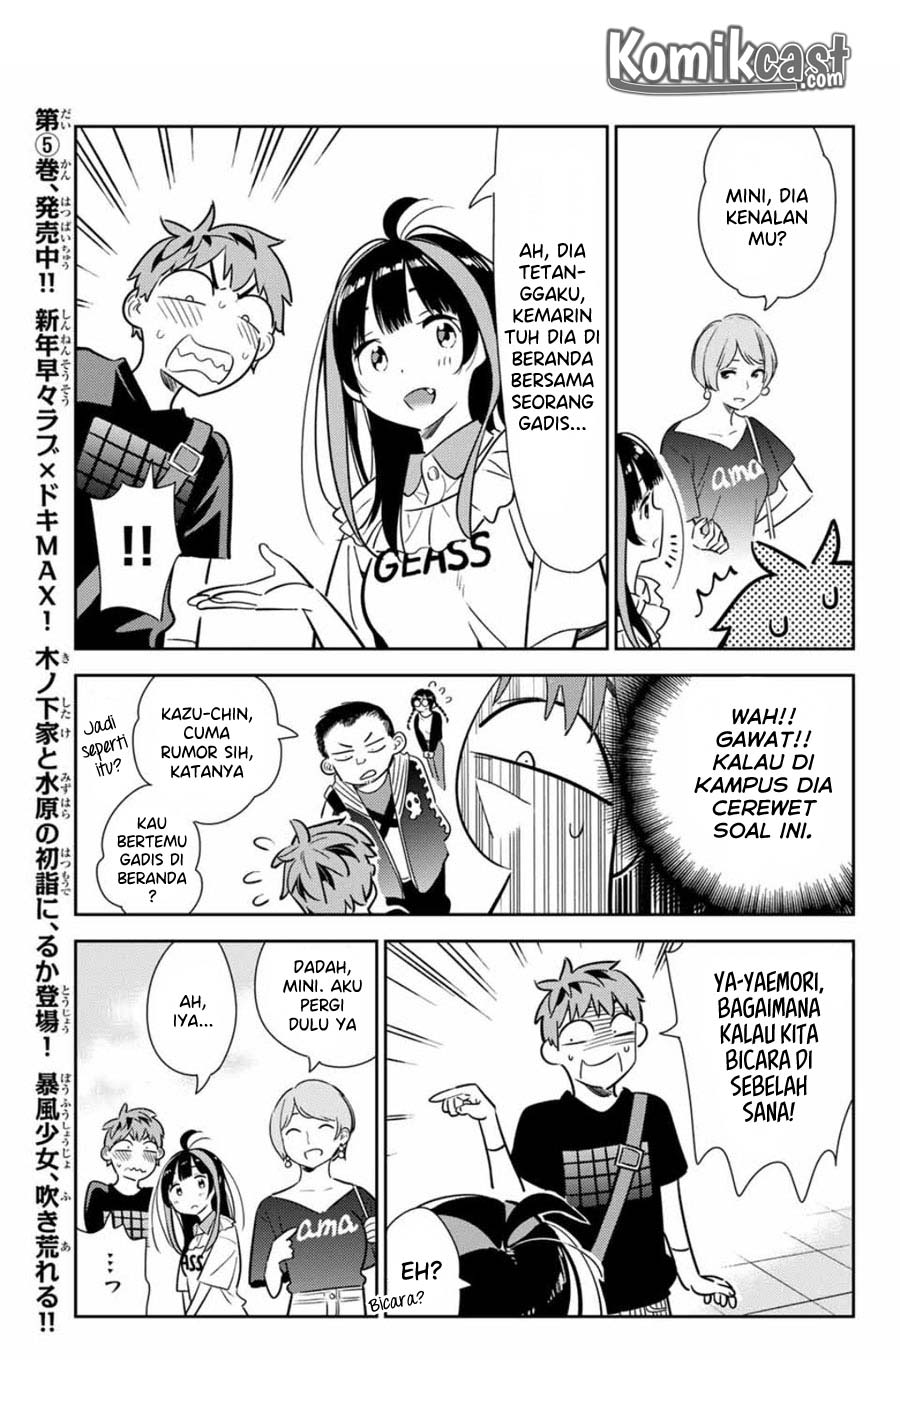 Komikcast
.com
MINI, DIA
KENALAN
MU?
ama
AH, DIA
TETAN-
GGAKU,
KEMARIN
TUH DIA DI
BERANDA
BERSAMA
SEORANG
GADIS...
GEASS
!!
WAH!!
GAWAT!!
KALAU DI
KAMPUS DIA
CEREWET
SOAL INI.
KAZU-CHIN,
CUMA
RUMOR SIH,
KATANYA
Jadi
seperti
itu?
KAU
BERTEMU
GADIS DI
BERANDA
?
YA-YAEMORI,
BAGAIMANA
KALAU KITA
BICARA DI
SEBELAH
SANA!
EH?
Bicara?
DADAH,
MINI. AKU
PERGI
DULU YA
AH,
IYA...
ama
ASS
第⑤巻、発売中!! 新年早々ラブ×ドキMAX! 木ノ下家と水原の初詣に、るか登場! 暴風少女、吹き荒れる!!